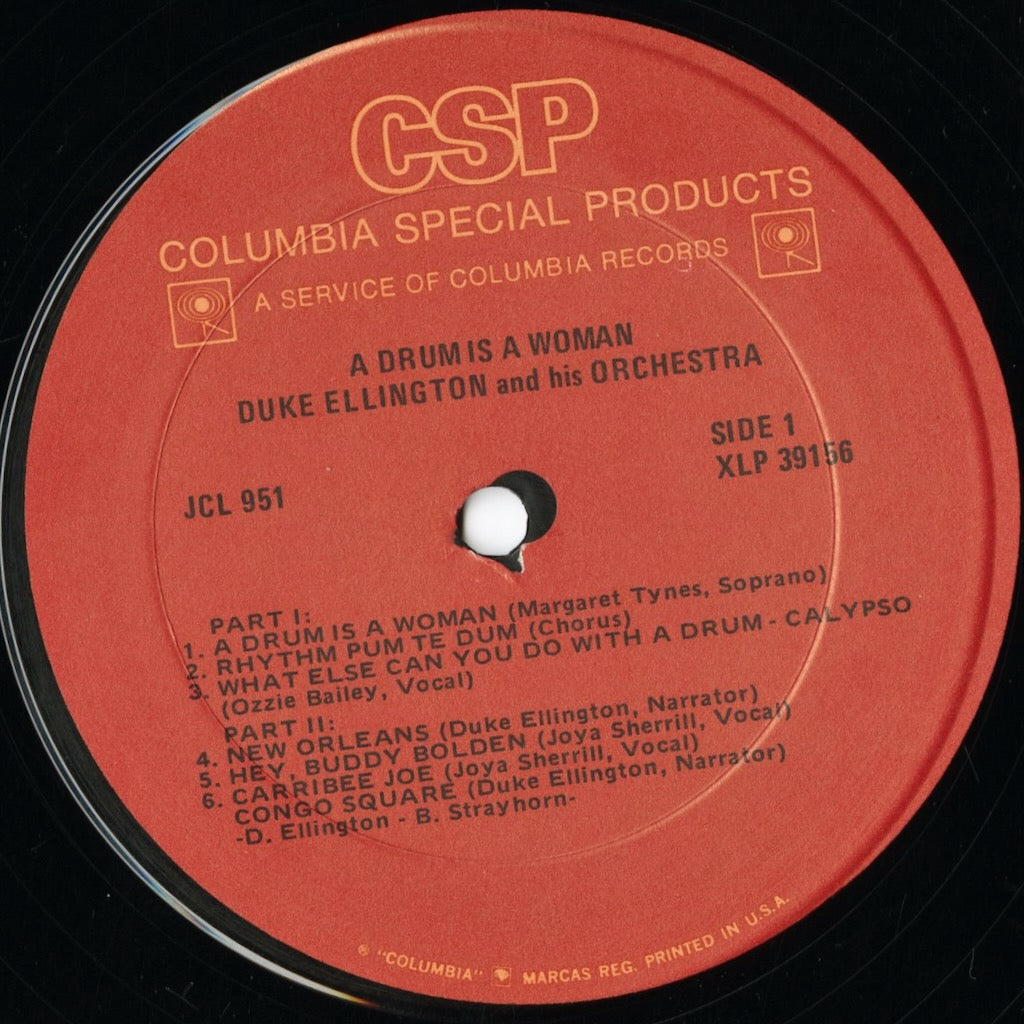 CSP
COLUMBIA SPECIAL PRODUCTS
A SERVICE OF COLUMBIA RECORDS
A DRUM IS A WOMAN
DUKE ELLINGTON and his ORCHESTRA
SIDE 1
JCL 951
XLP 39156
PART I:
1. A DRUM IS A WOMAN (Margaret Tynes, Soprano)
2. RHYTHM PUM TE DUM (Chorus)
3. WHAT ELSE CAN YOU DO WITH A DRUM - CALYPSO
(Ozzie Bailey, Vocal)
PART II:
4. NEW ORLEANS (Duke Ellington, Narrator)
5. HEY, BUDDY BOLDEN (Joya Sherrill, Vocal)
6. CARRIBEE JOE (Joya Sherrill, Vocal)
CONGO SQUARE (Duke Ellington, Narrator)
-D. Ellington - B. Strayhorn-
® "COLUMBIA" MARCAS REG. PRINTED IN U.S.A.